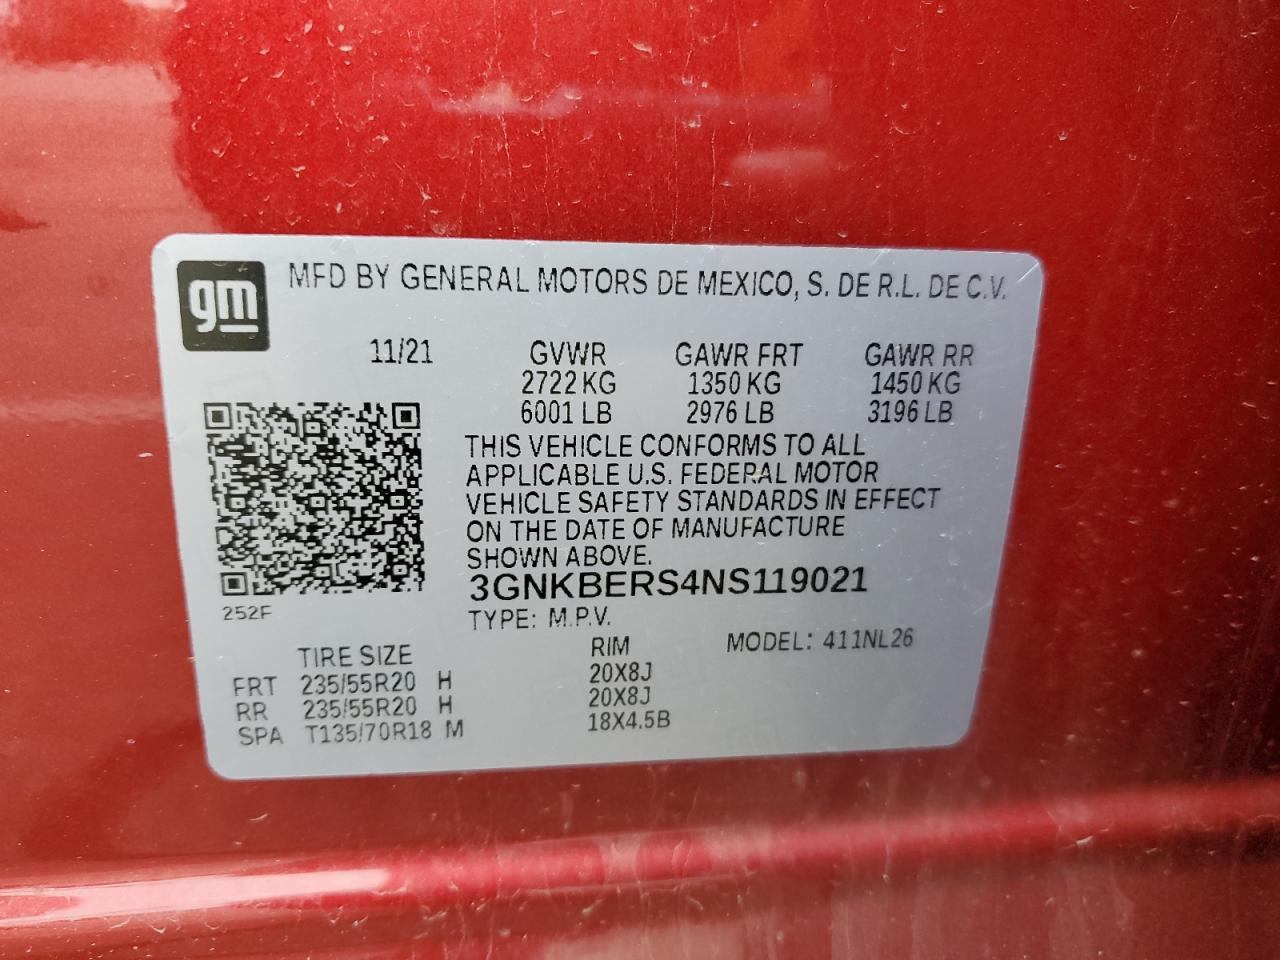 gm
MFD BY GENERAL MOTORS DE MEXICO, S. DE R.L. DE C.V.
11/21 GVWR GAWR FRT GAWR RR
2722 KG 1350 KG 1450 KG
6001 LB 2976 LB 3196 LB
THIS VEHICLE CONFORMS TO ALL
APPLICABLE U.S. FEDERAL MOTOR
VEHICLE SAFETY STANDARDS IN EFFECT
ON THE DATE OF MANUFACTURE
SHOWN ABOVE.
3GNKBERS4NS119021
252F
TYPE: M.P.V.
TIRE SIZE RIM MODEL: 411NL26
FRT 235/55R20 H 20X8J
RR 235/55R20 H 20X8J
SPA T135/70R18 M 18X4.5B